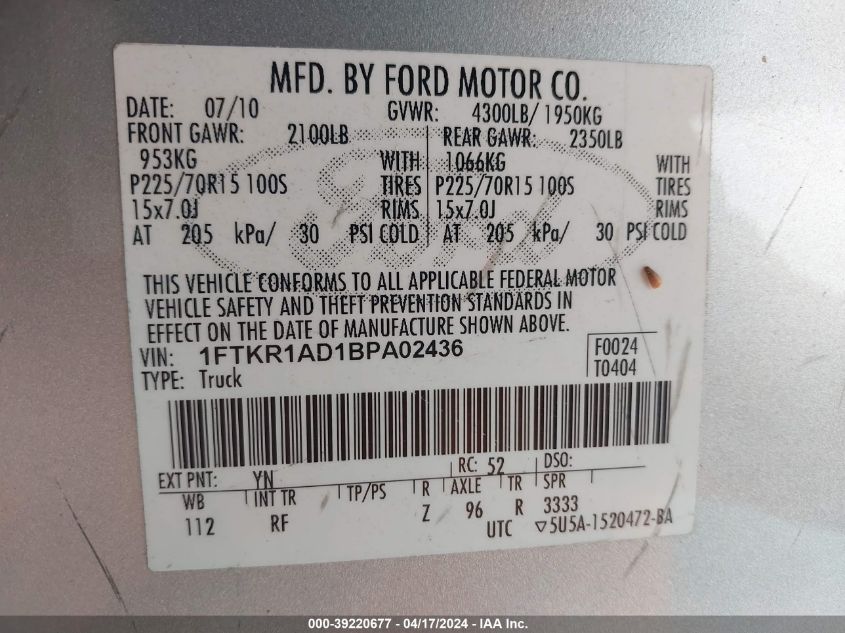 MFD. BY FORD MOTOR CO.
DATE: 07/10 GVWR: 4300LB/ 1950KG
FRONT GAWR: 2100LB REAR GAWR: 2350LB
953KG WITH 1066KG WITH
P225/70R15 100S TIRES P225/70R15 100S TIRES
15x7.0J RIMS 15x7.0J RIMS
AT 205 kPa/ 30 PSI COLD AT 205 kPa/ 30 PSI COLD
Ford
THIS VEHICLE CONFORMS TO ALL APPLICABLE FEDERAL MOTOR
VEHICLE SAFETY AND THEFT PREVENTION STANDARDS IN
EFFECT ON THE DATE OF MANUFACTURE SHOWN ABOVE.
VIN: 1FTKR1AD1BPA02436 F0024
TYPE: Truck T0404
EXT PNT: YN RC: 52 DSO:
WB INT TR TP/PS R AXLE TR SPR
112 RF Z 96 R 3333
UTC ▽5U5A-1520472-BA
000-39220677 - 04/17/2024 - IAA Inc.